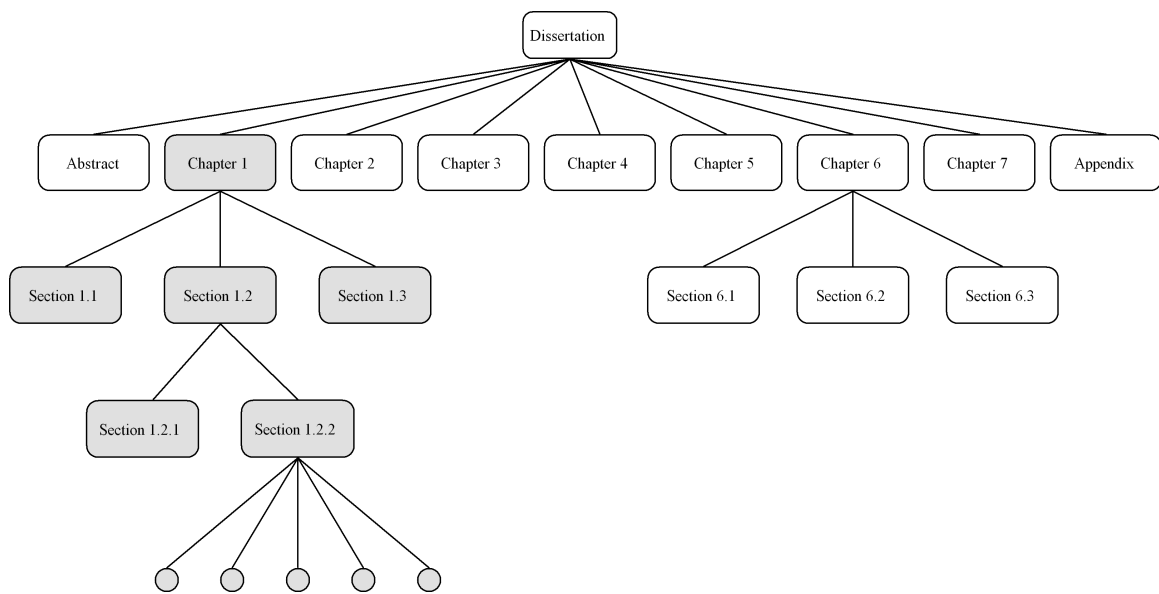 Dissertation
Abstract
Chapter 1
Chapter 2
Chapter 3
Chapter 4
Chapter 5
Chapter 6
Chapter 7
Appendix
Section 1.1
Section 1.2
Section 1.3
Section 6.1
Section 6.2
Section 6.3
Section 1.2.1
Section 1.2.2